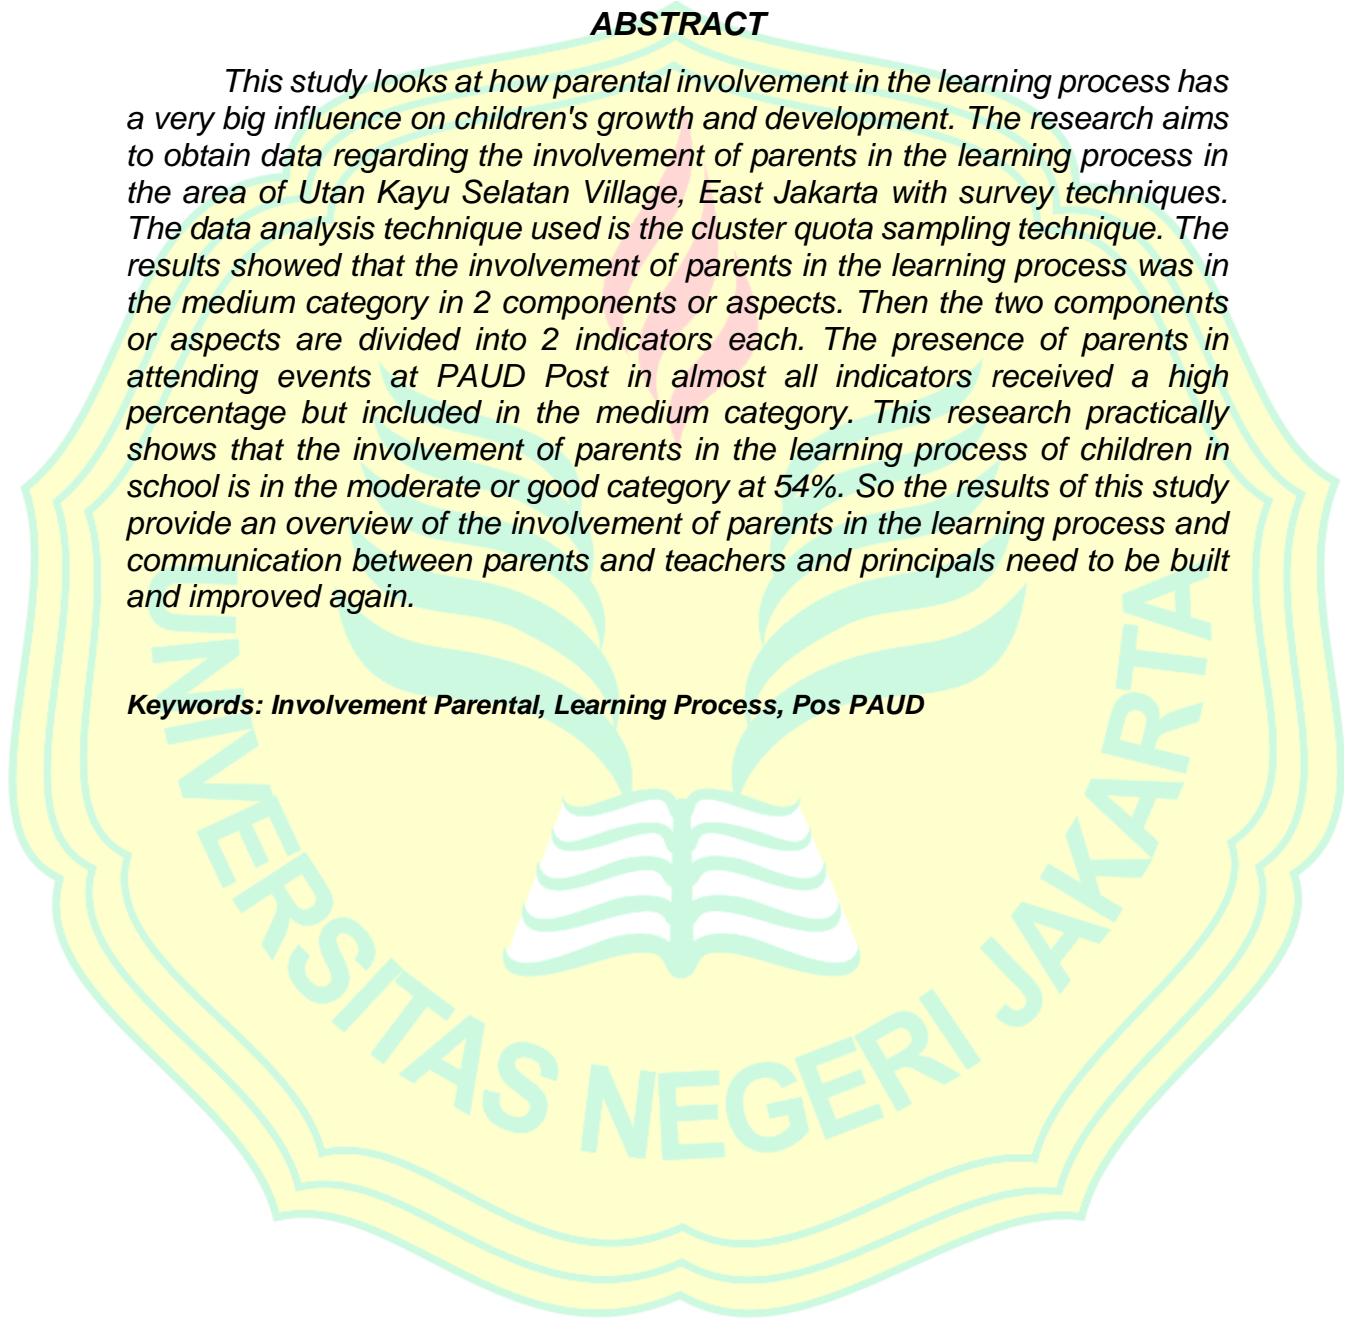 ABSTRACT
This study looks at how parental involvement in the learning process has
a very big influence on children's growth and development. The research aims
to obtain data regarding the involvement of parents in the learning process in
the area of Utan Kayu Selatan Village, East Jakarta with survey techniques.
The data analysis technique used is the cluster quota sampling technique. The
results showed that the involvement of parents in the learning process was in
the medium category in 2 components or aspects. Then the two components
or aspects are divided into 2 indicators each. The presence of parents in
attending events at PAUD Post in almost all indicators received a high
percentage but included in the medium category. This research practically
shows that the involvement of parents in the learning process of children in
school is in the moderate or good category at 54%. So the results of this study
provide an overview of the involvement of parents in the learning process and
communication between parents and teachers and principals need to be built
and improved again.
Keywords: Involvement Parental, Learning Process, Pos PAUD
UNIVERSITAS NEGERI JAKARTA